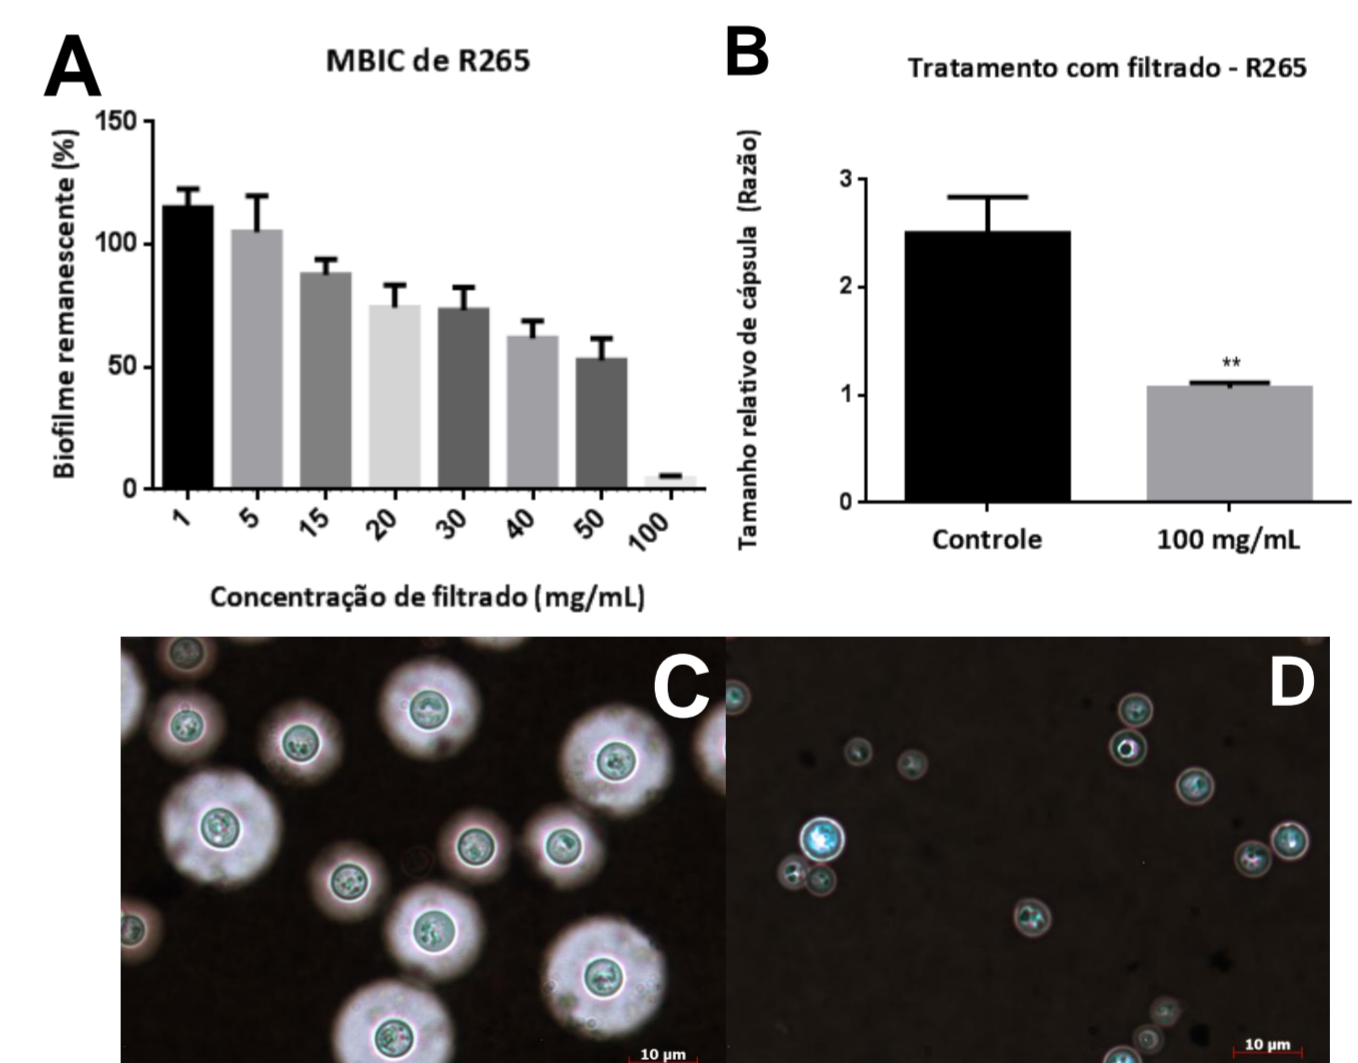 A
MBIC de R265
Biofilme remanescente (%)
150
100
50
0
1
5
15
20
30
40
50
100
Concentração de filtrado (mg/mL)
B
Tratamento com filtrado - R265
Tamanho relativo de cápsula (Razão)
3
2
1
0
**
Controle
100 mg/mL
C
10 µm
D
10 µm